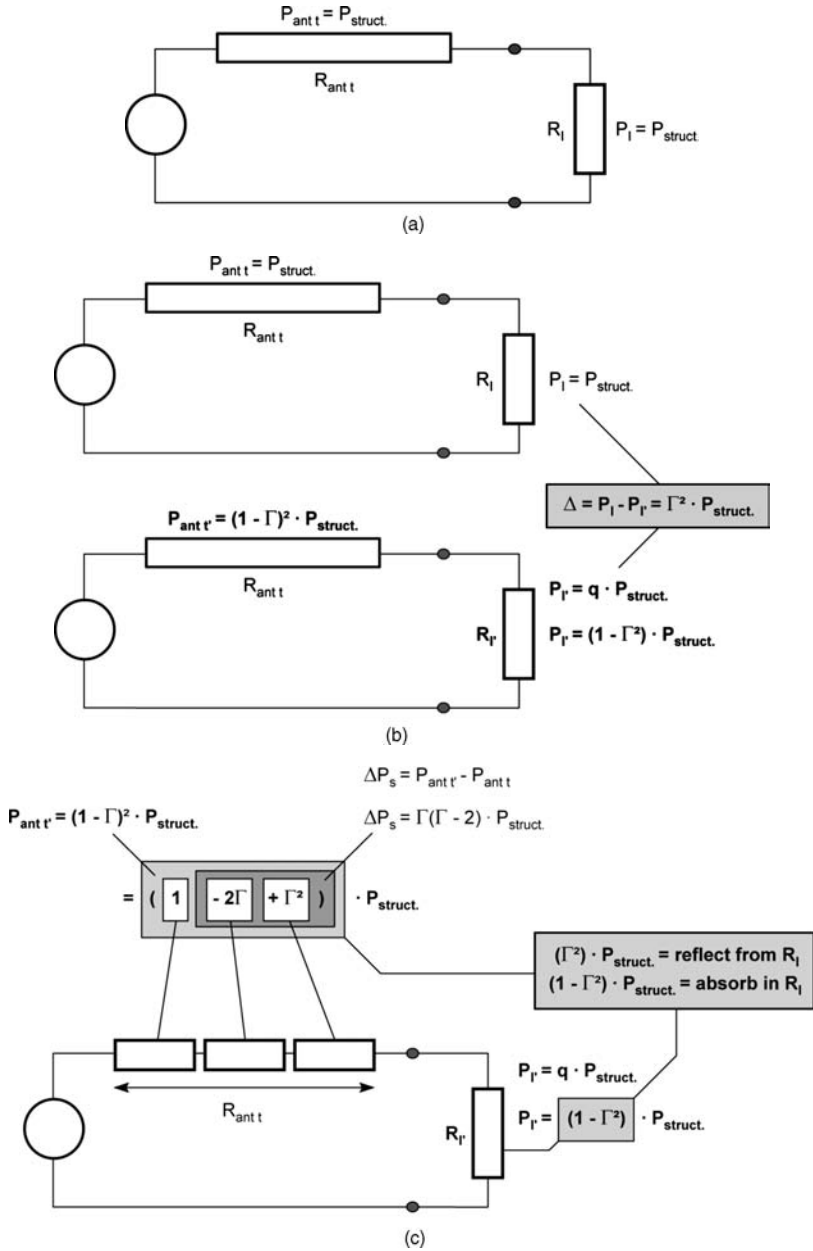 P_ant t = P_struct.
R_ant t
R_l
P_l = P_struct.
(a)
P_ant t = P_struct.
R_ant t
R_l
P_l = P_struct.
Δ = P_l - P_l' = Γ² · P_struct.
P_ant t' = (1 - Γ)² · P_struct.
R_ant t
P_l' = q · P_struct.
R_l'
P_l' = (1 - Γ²) · P_struct.
(b)
ΔP_s = P_ant t' - P_ant t
P_ant t' = (1 - Γ)² · P_struct.
ΔP_s = Γ(Γ - 2) · P_struct.
= ( 1 - 2Γ + Γ² ) · P_struct.
(Γ²) · P_struct. = reflect from R_l
(1 - Γ²) · P_struct. = absorb in R_l
R_ant t
P_l' = q · P_struct.
R_l'
P_l' = (1 - Γ²) · P_struct.
(c)